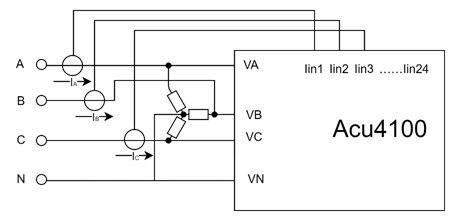 A
VA
Iin1 Iin2 Iin3 ……Iin24
IA
B
VB
IB
Acu4100
C
VC
IC
N
VN